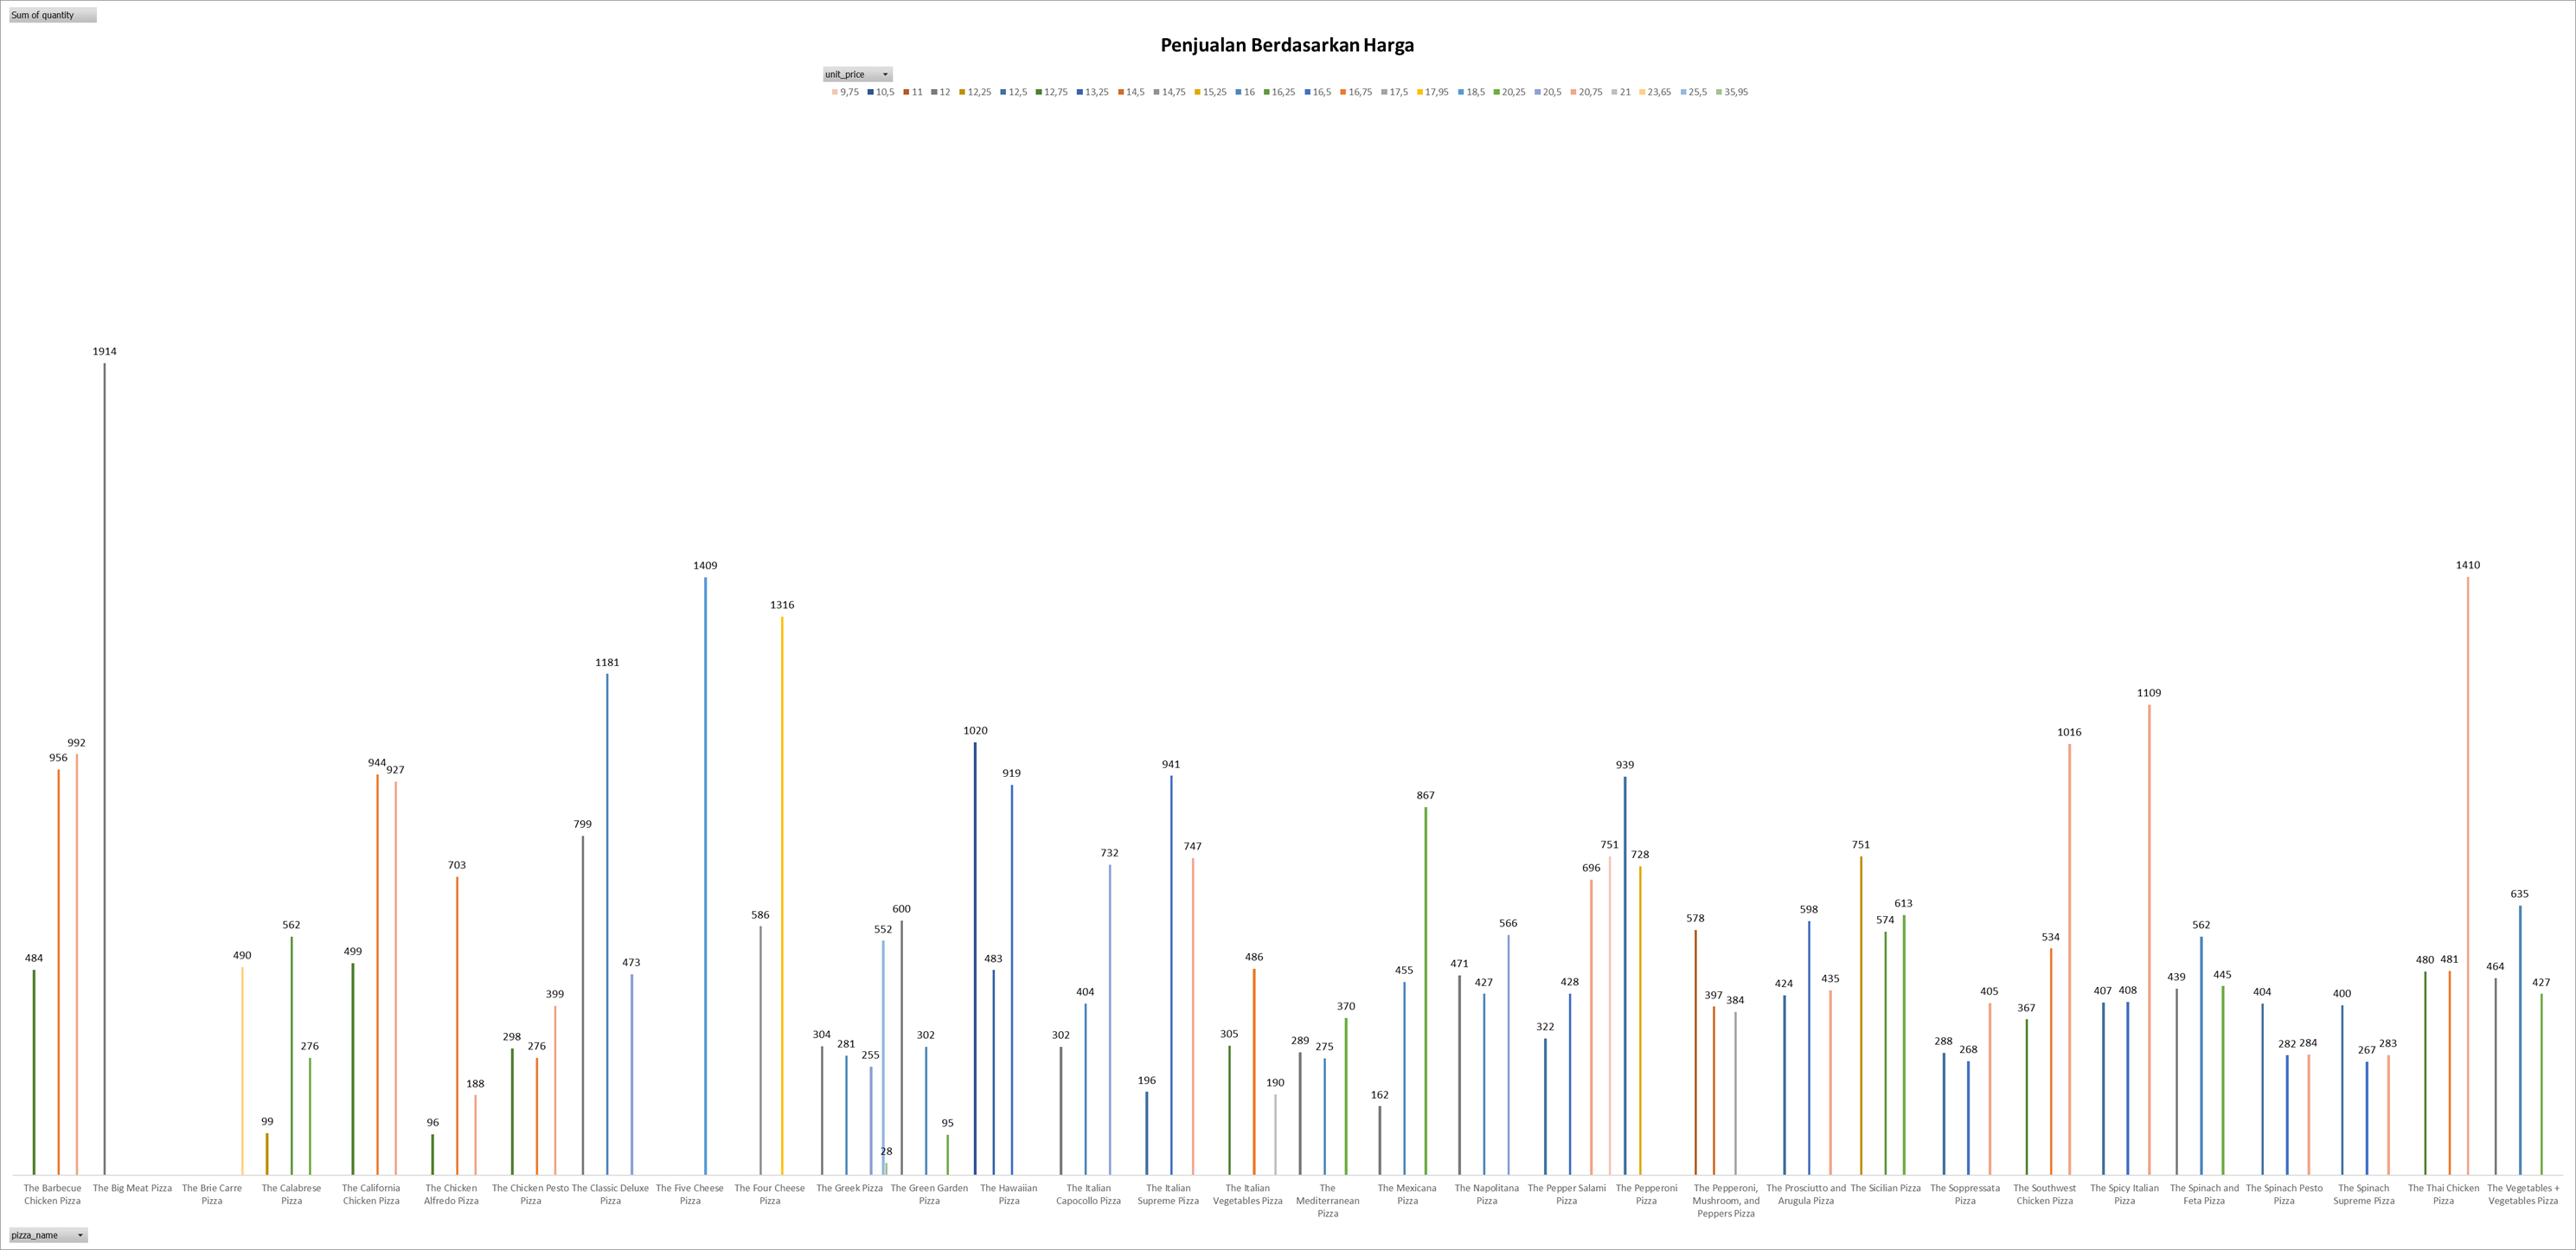 Sum of quantity
Penjualan Berdasarkan Harga
unit_price
9,75 10,5 11 12 12,25 12,5 12,75 13,25 14,5 14,75 15,25 16 16,25 16,5 16,75 17,5 17,95 18,5 20,25 20,5 20,75 21 23,65 25,5 35,95
484 956 992
1914
490
99 562 276
499 944 927
96 703 188
298 276 399
799 1181 473
1409
586 1316
304 281 255 552 28
600 302 95
1020 483 919
302 404 732
196 941 747
305 486 190
289 275 370
162 455 867
471 427 566
322 428 696
751 939 728
578 397 384
424 598 435
751 574 613
288 268 405
367 534 1016
407 408 1109
439 562 445
404 282 284
400 267 283
480 481 1410
464 635 427
The Barbecue
Chicken Pizza
The Big Meat Pizza
The Brie Carre
Pizza
The Calabrese
Pizza
The California
Chicken Pizza
The Chicken
Alfredo Pizza
The Chicken Pesto
Pizza
The Classic Deluxe
Pizza
The Five Cheese
Pizza
The Four Cheese
Pizza
The Greek Pizza
The Green Garden
Pizza
The Hawaiian
Pizza
The Italian
Capocollo Pizza
The Italian
Supreme Pizza
The Italian
Vegetables Pizza
The
Mediterranean
Pizza
The Mexicana
Pizza
The Napolitana
Pizza
The Pepper Salami
Pizza
The Pepperoni
Pizza
The Pepperoni,
Mushroom, and
Peppers Pizza
The Prosciutto and
Arugula Pizza
The Sicilian Pizza
The Soppressata
Pizza
The Southwest
Chicken Pizza
The Spicy Italian
Pizza
The Spinach and
Feta Pizza
The Spinach Pesto
Pizza
The Spinach
Supreme Pizza
The Thai Chicken
Pizza
The Vegetables +
Vegetables Pizza
pizza_name